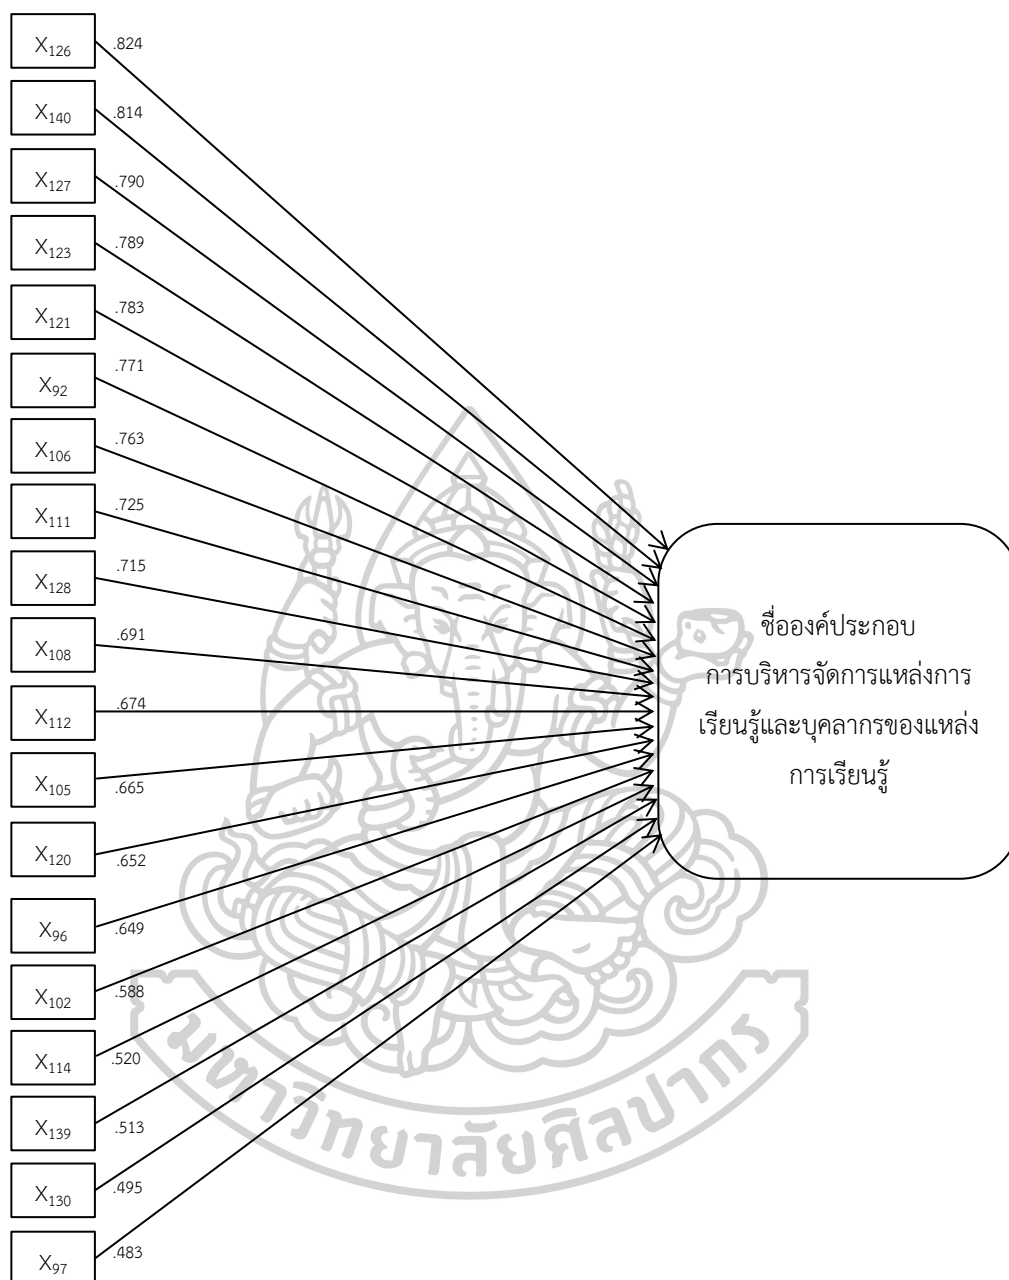 X126 .824
X140 .814
X127 .790
X123 .789
X121 .783
X92 .771
X106 .763
X111 .725
X128 .715
X108 .691
X112 .674
X105 .665
X120 .652
X96 .649
X102 .588
X114 .520
X139 .513
X130 .495
X97 .483
ชื่อองค์ประกอบ
การบริหารจัดการแหล่งการ
เรียนรู้และบุคลากรของแหล่ง
การเรียนรู้
มหาวิทยาลัยศิลปากร